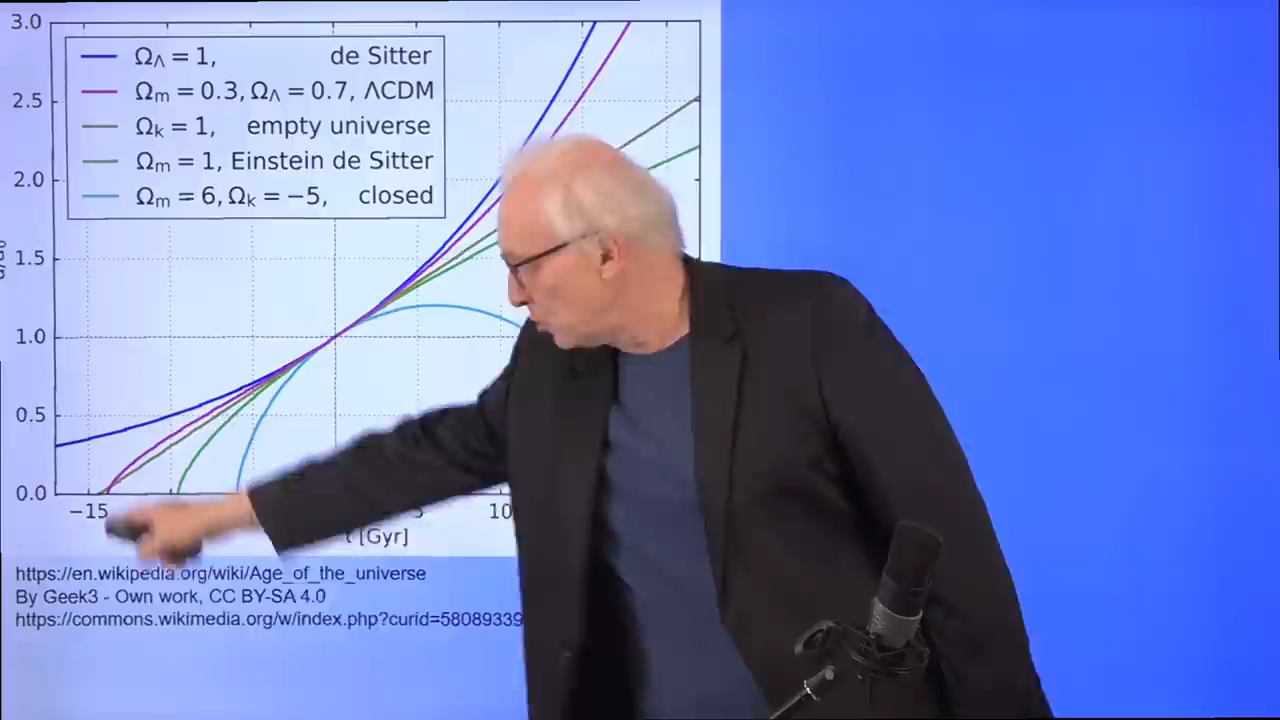 3.0
Ω_Λ = 1, de Sitter
Ω_m = 0.3, Ω_Λ = 0.7, ΛCDM
2.5
Ω_k = 1, empty universe
Ω_m = 1, Einstein de Sitter
2.0
Ω_m = 6, Ω_k = −5, closed
1.5
1.0
0.5
0.0
−15 5 10
t [Gyr]
https://en.wikipedia.org/wiki/Age_of_the_universe
By Geek3 - Own work, CC BY-SA 4.0
https://commons.wikimedia.org/w/index.php?curid=58089339